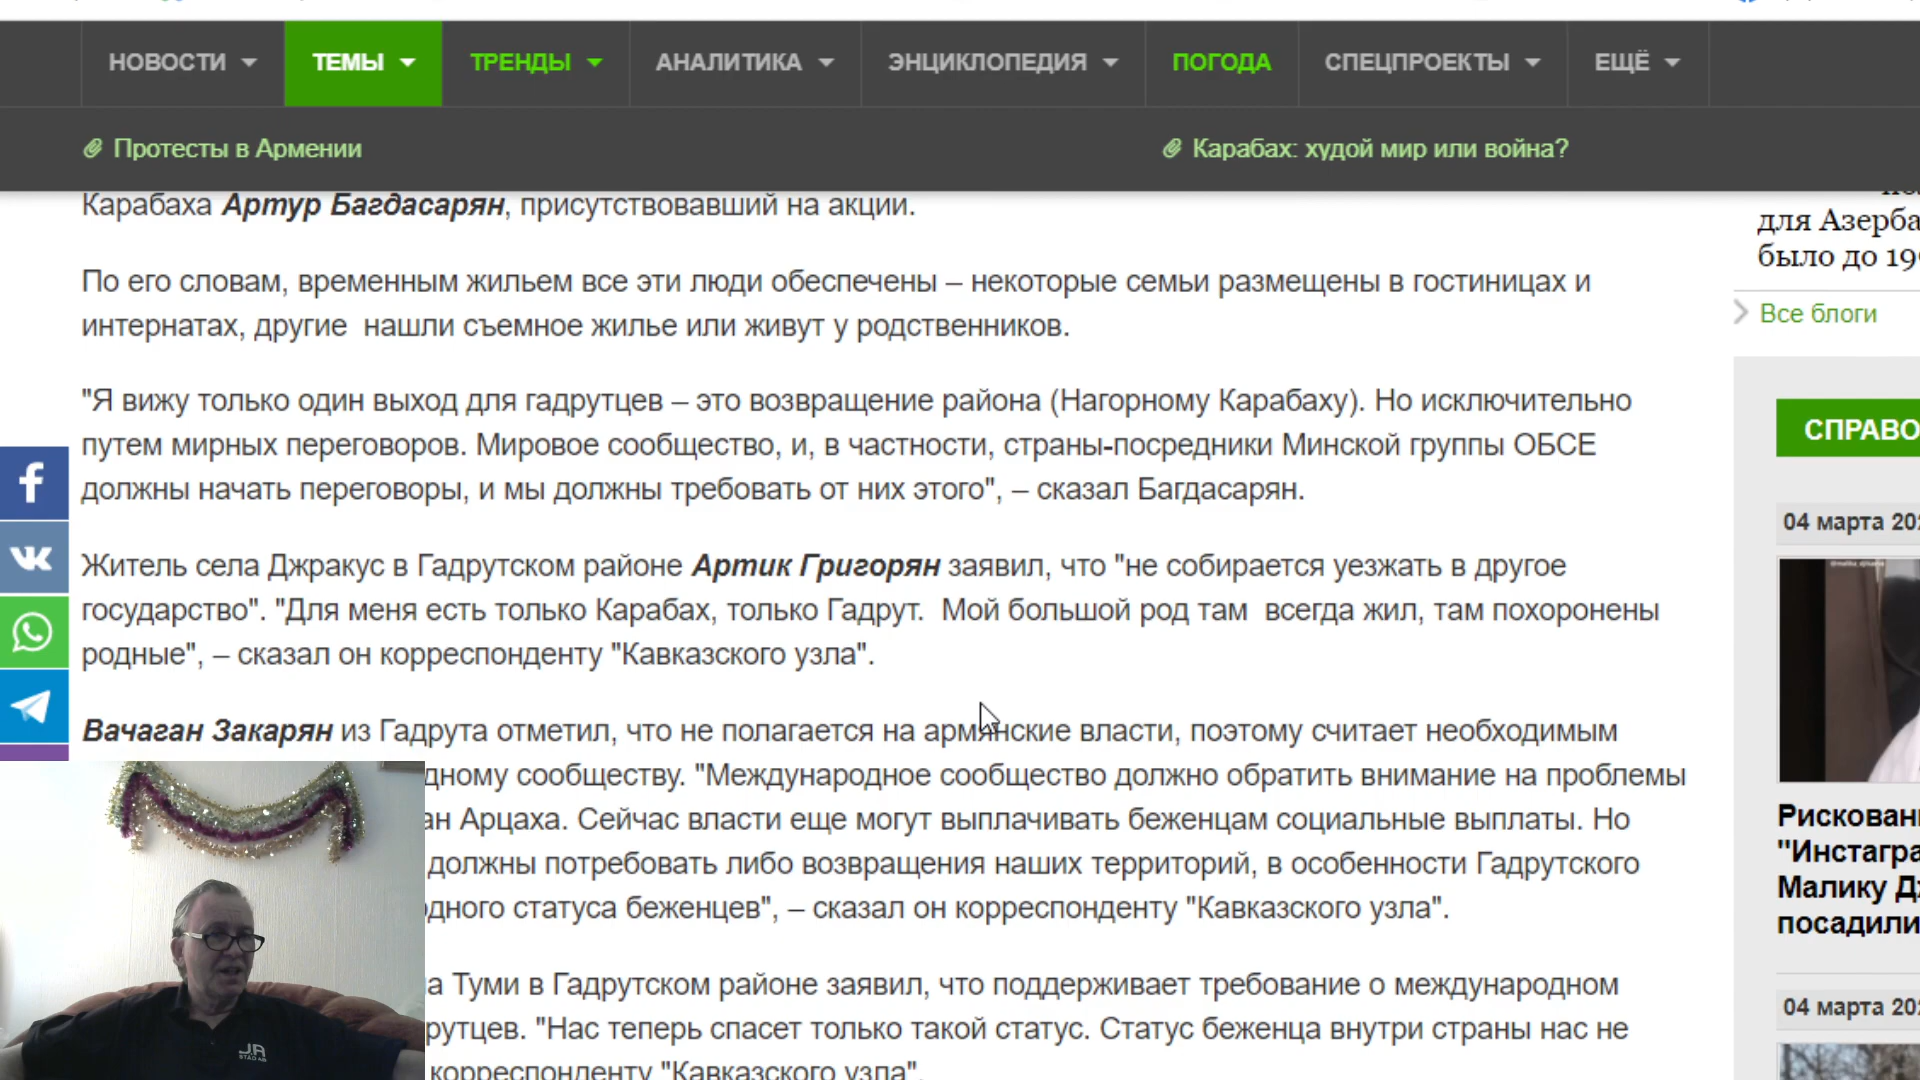 НОВОСТИ ТЕМЫ ТРЕНДЫ АНАЛИТИКА ЭНЦИКЛОПЕДИЯ ПОГОДА СПЕЦПРОЕКТЫ ЕЩЁ
Протесты в Армении
Карабах: худой мир или война?
Карабаха Артур Багдасарян, присутствовавший на акции.
По его словам, временным жильем все эти люди обеспечены – некоторые семьи размещены в гостиницах и
интернатах, другие нашли съемное жилье или живут у родственников.
"Я вижу только один выход для гадрутцев – это возвращение района (Нагорному Карабаху). Но исключительно
путем мирных переговоров. Мировое сообщество, и, в частности, страны-посредники Минской группы ОБСЕ
должны начать переговоры, и мы должны требовать от них этого", – сказал Багдасарян.
Житель села Джракус в Гадрутском районе Артик Григорян заявил, что "не собирается уезжать в другое
государство". "Для меня есть только Карабах, только Гадрут. Мой большой род там всегда жил, там похоронены
родные", – сказал он корреспонденту "Кавказского узла".
Вачаган Закарян из Гадрута отметил, что не полагается на армянские власти, поэтому считает необходимым
дному сообществу. "Международное сообщество должно обратить внимание на проблемы
ан Арцаха. Сейчас власти еще могут выплачивать беженцам социальные выплаты. Но
должны потребовать либо возвращения наших территорий, в особенности Гадрутского
одного статуса беженцев", – сказал он корреспонденту "Кавказского узла".
а Туми в Гадрутском районе заявил, что поддерживает требование о международном
рутцев. "Нас теперь спасет только такой статус. Статус беженца внутри страны нас не
корреспонденту "Кавказского узла".
для Азерба
было до 19
Все блоги
СПРАВО
04 марта 20
Рискован
"Инстагра
Малику Д
посадили
04 марта 20